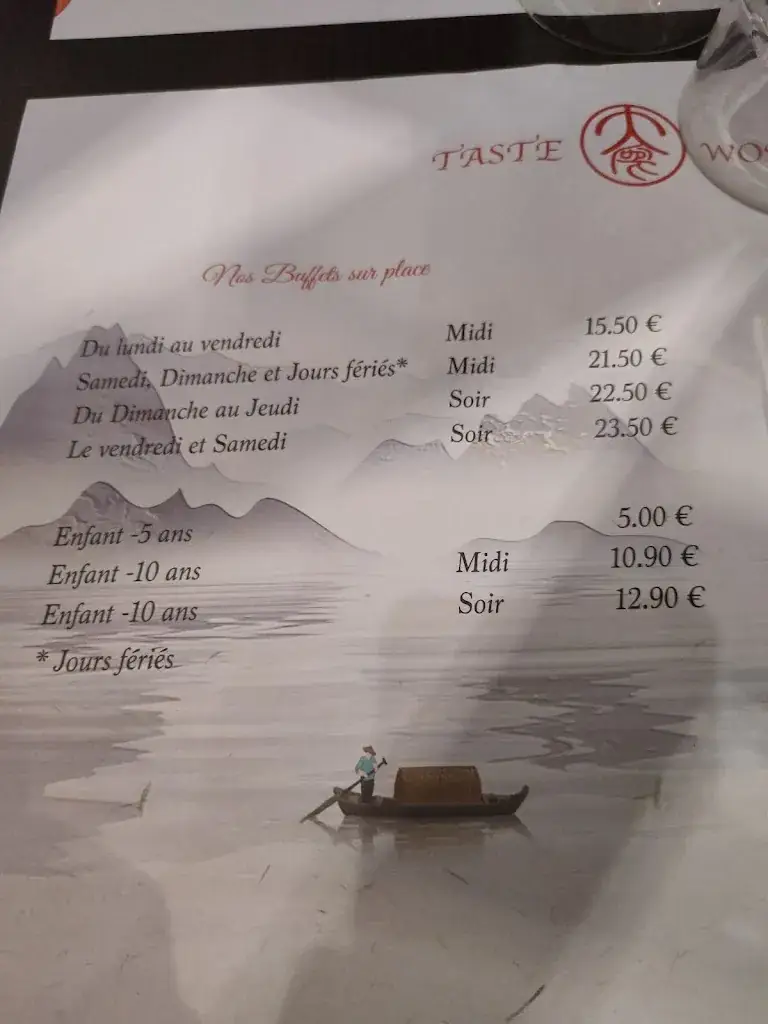 TASTE
Nos Buffets sur place
Du lundi au vendredi Midi 15.50 €
Samedi, Dimanche et Jours fériés* Midi 21.50 €
Du Dimanche au Jeudi Soir 22.50 €
Le vendredi et Samedi Soir 23.50 €
Enfant -5 ans 5.00 €
Enfant -10 ans Midi 10.90 €
Enfant -10 ans Soir 12.90 €
* Jours fériés